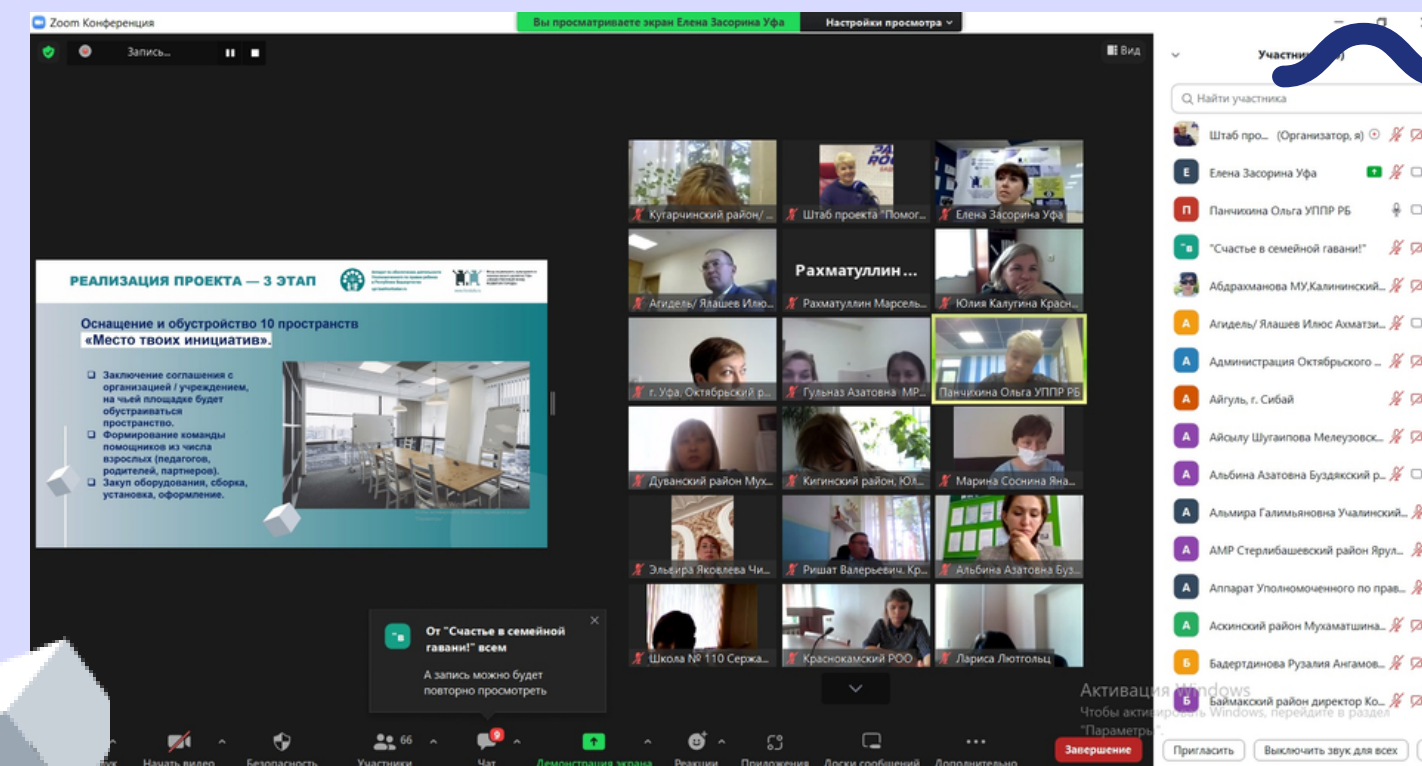 Zoom Конференция
Вы просматриваете экран Елена Засорина Уфа
Настройки просмотра
Запись...
Вид
РЕАЛИЗАЦИЯ ПРОЕКТА — 3 ЭТАП
Оснащение и обустройство 10 пространств
«Место твоих инициатив».
Заключение соглашения с
организацией / учреждением,
на чьей площадке будет
обустраиваться
пространство.
Формирование команды
помощников из числа
взрослых (педагогов,
родителей, партнеров).
Закуп оборудования, сборка,
установка, оформление.
Кугарчинский район/ ...
Штаб проекта "Помог...
Елена Засорина Уфа
Агидель/ Ялашев Илю...
Рахматуллин ...
Рахматуллин Марсель...
Юлия Калугина Красн...
г. Уфа, Октябрьский р...
Гульназ Азатовна МР...
Панчихина Ольга УППР РБ
Дуванский район Мух...
Кигинский район, Юл...
Марина Соснина Яна...
Эльвира Яковлева Чи...
Ришат Валерьевич. Кр...
Альбина Азатовна Буз...
Школа № 110 Сержа...
Краснокамский РОО
Лариса Лютгольц
От "Счастье в семейной
гавани!" всем
А запись можно будет
повторно просмотреть
Начать видео
Безопасность
66
Участники
9
Чат
Демонстрация экрана
Реакции
Приложения
Доски сообщений
Дополнительно
Завершение
Найти участника
Штаб про... (Организатор, я)
Е Елена Засорина Уфа
П Панчихина Ольга УППР РБ
"в "Счастье в семейной гавани!"
Абдрахманова МУ,Калининский...
А Агидель/ Ялашев Илюс Ахматзи...
А Администрация Октябрьского ...
А Айгуль, г. Сибай
А Айсылу Шугаипова Мелеузовск...
А Альбина Азатовна Буздякский р...
А Альмира Галимьяновна Учалинский...
А АМР Стерлибашевский район Ярул...
А Аппарат Уполномоченного по прав...
А Аскинский район Мухаматшина...
Б Бадертдинова Рузалия Ангамов...
Б Баймакский район директор Ко...
Активация Windows
Чтобы активировать Windows, перейдите в раздел
"Параметры".
Пригласить
Выключить звук для всех